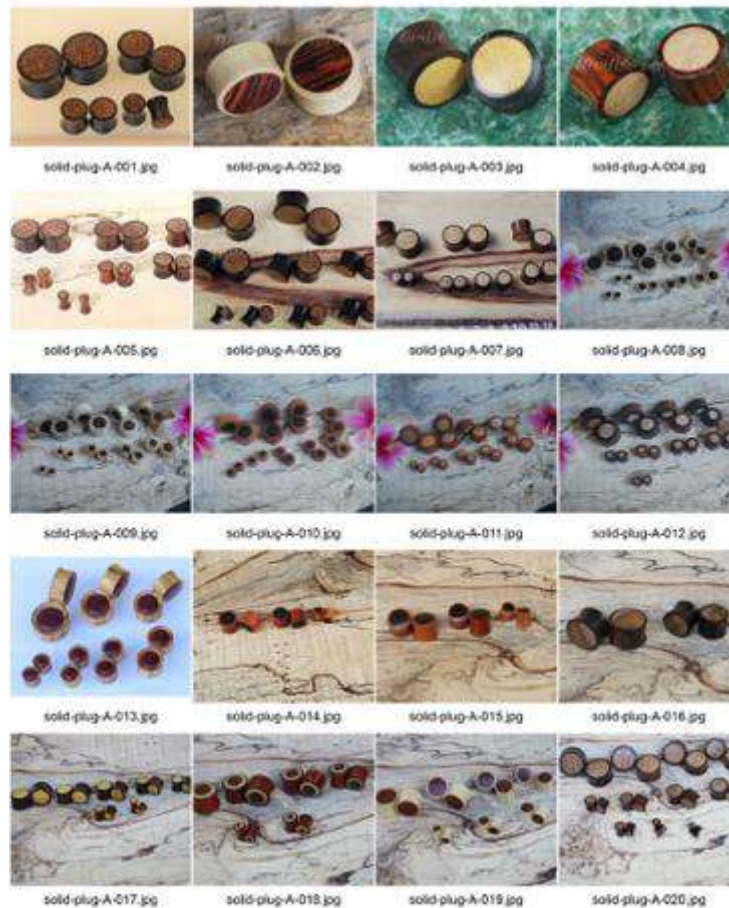 solid-plug-A-001.jpg
solid-plug-A-002.jpg
solid-plug-A-003.jpg
solid-plug-A-004.jpg
solid-plug-A-005.jpg
solid-plug-A-006.jpg
solid-plug-A-007.jpg
solid-plug-A-008.jpg
solid-plug-A-009.jpg
solid-plug-A-010.jpg
solid-plug-A-011.jpg
solid-plug-A-012.jpg
solid-plug-A-013.jpg
solid-plug-A-014.jpg
solid-plug-A-015.jpg
solid-plug-A-016.jpg
solid-plug-A-017.jpg
solid-plug-A-018.jpg
solid-plug-A-019.jpg
solid-plug-A-020.jpg